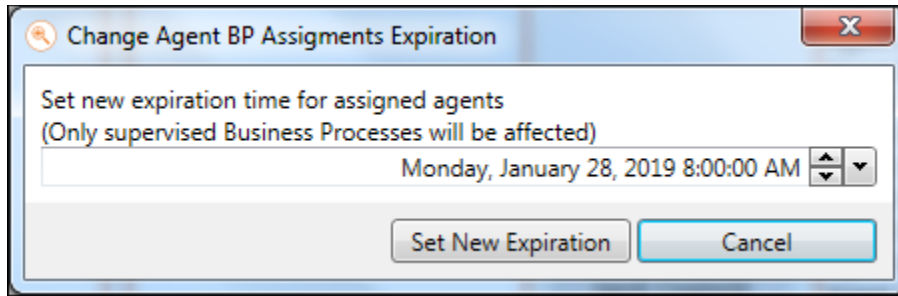 Change Agent BP Assigments Expiration
Set new expiration time for assigned agents
(Only supervised Business Processes will be affected)
Monday, January 28, 2019 8:00:00 AM
Set New Expiration
Cancel